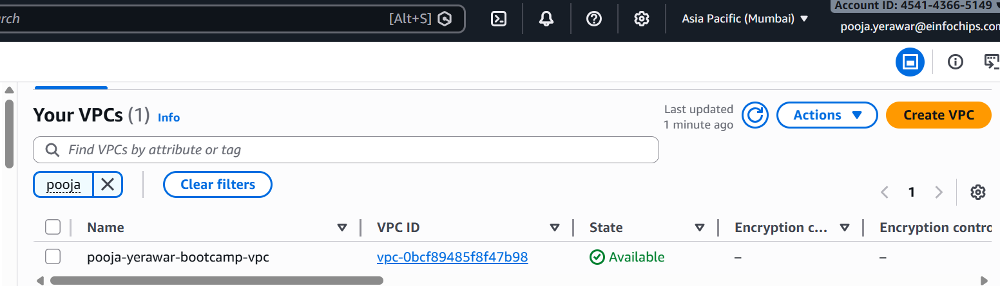 rch [Alt+S] Asia Pacific (Mumbai) Account ID: 4541-4366-5149
pooja.yerawar@einfochips.com
Your VPCs (1) Info
Last updated
1 minute ago
Actions
Create VPC
Find VPCs by attribute or tag
pooja
Clear filters
1
Name VPC ID State Encryption c... Encryption contro
pooja-yerawar-bootcamp-vpc vpc-0bcf89485f8f47b98 Available – –